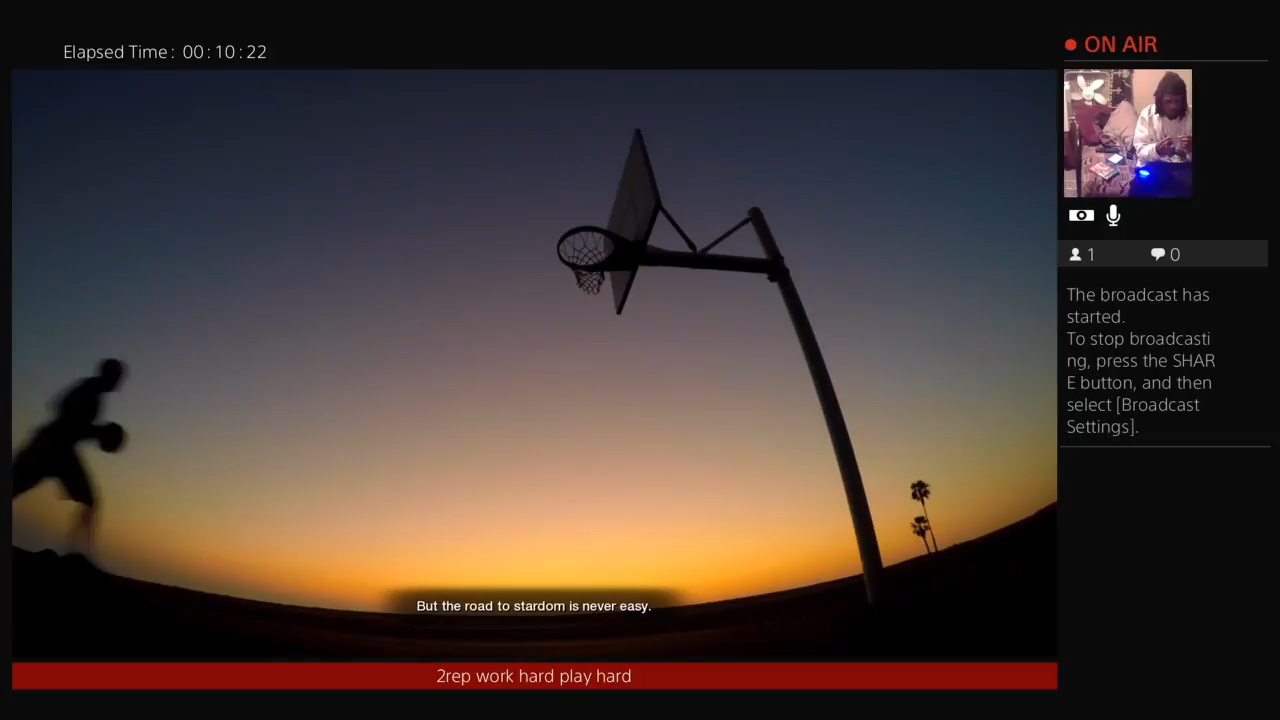 Elapsed Time: 00:10:22
ON AIR
1 0
The broadcast has
started.
To stop broadcasti
ng, press the SHAR
E button, and then
select [Broadcast
Settings].
But the road to stardom is never easy.
2rep work hard play hard